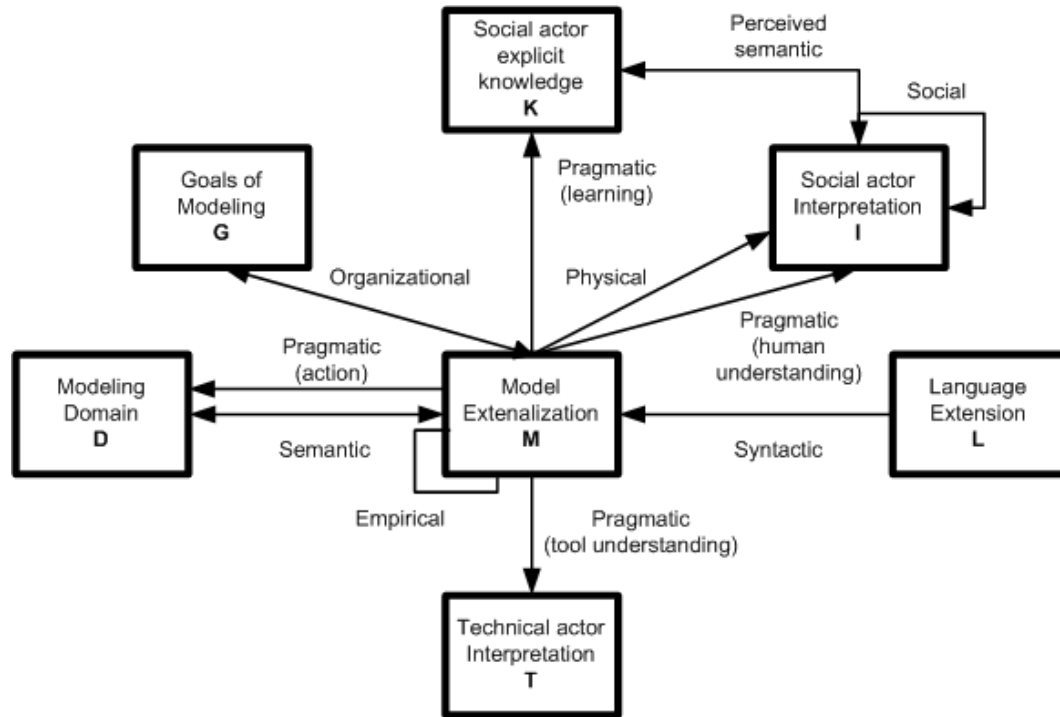 Social actor
explicit
knowledge
K
Perceived
semantic
Social
Goals of
Modeling
G
Pragmatic
(learning)
Social actor
Interpretation
I
Organizational
Physical
Modeling
Domain
D
Pragmatic
(action)
Semantic
Model
Extenalization
M
Pragmatic
(human
understanding)
Syntactic
Language
Extension
L
Empirical
Pragmatic
(tool understanding)
Technical actor
Interpretation
T